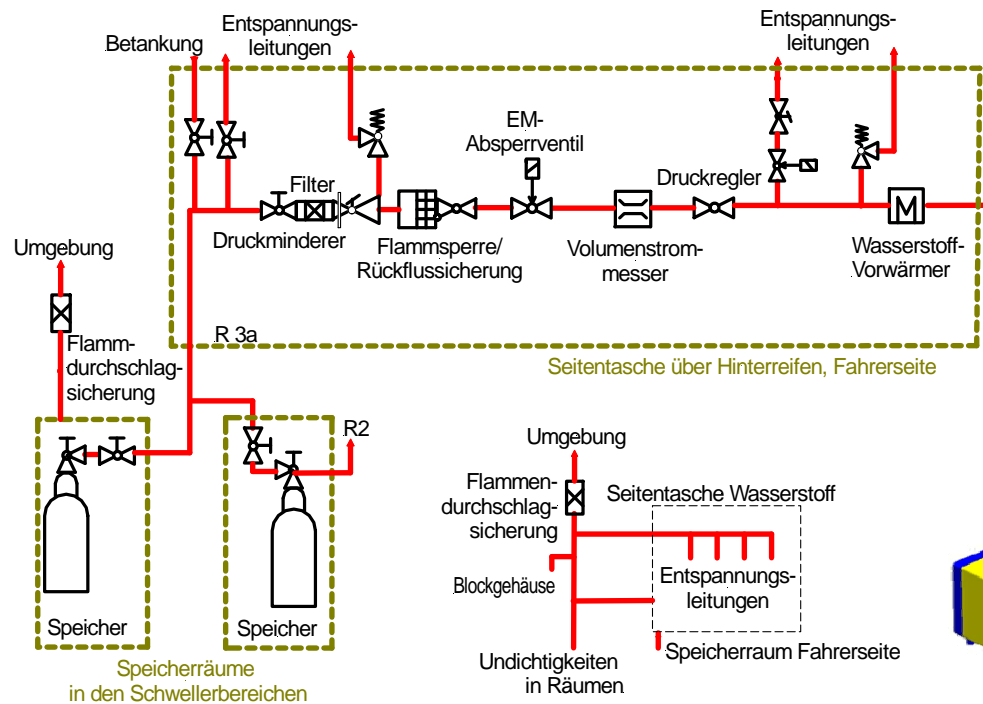 Betankung
Entspannungs-
leitungen
Entspannungs-
leitungen
EM-
Absperrventil
Filter
Druckminderer
Flammsperre/
Rückflussicherung
Volumenstrom-
messer
Druckregler
Wasserstoff-
Vorwärmer
R 3a
Seitentasche über Hinterreifen, Fahrerseite
Umgebung
Flamm-
durchschlag-
sicherung
R2
Speicher
Speicher
Speicherräume
in den Schwellerbereichen
Umgebung
Flammen-
durchschlag-
sicherung
Seitentasche Wasserstoff
Blockgehäuse
Entspannungs-
leitungen
Undichtigkeiten
in Räumen
Speicherraum Fahrerseite